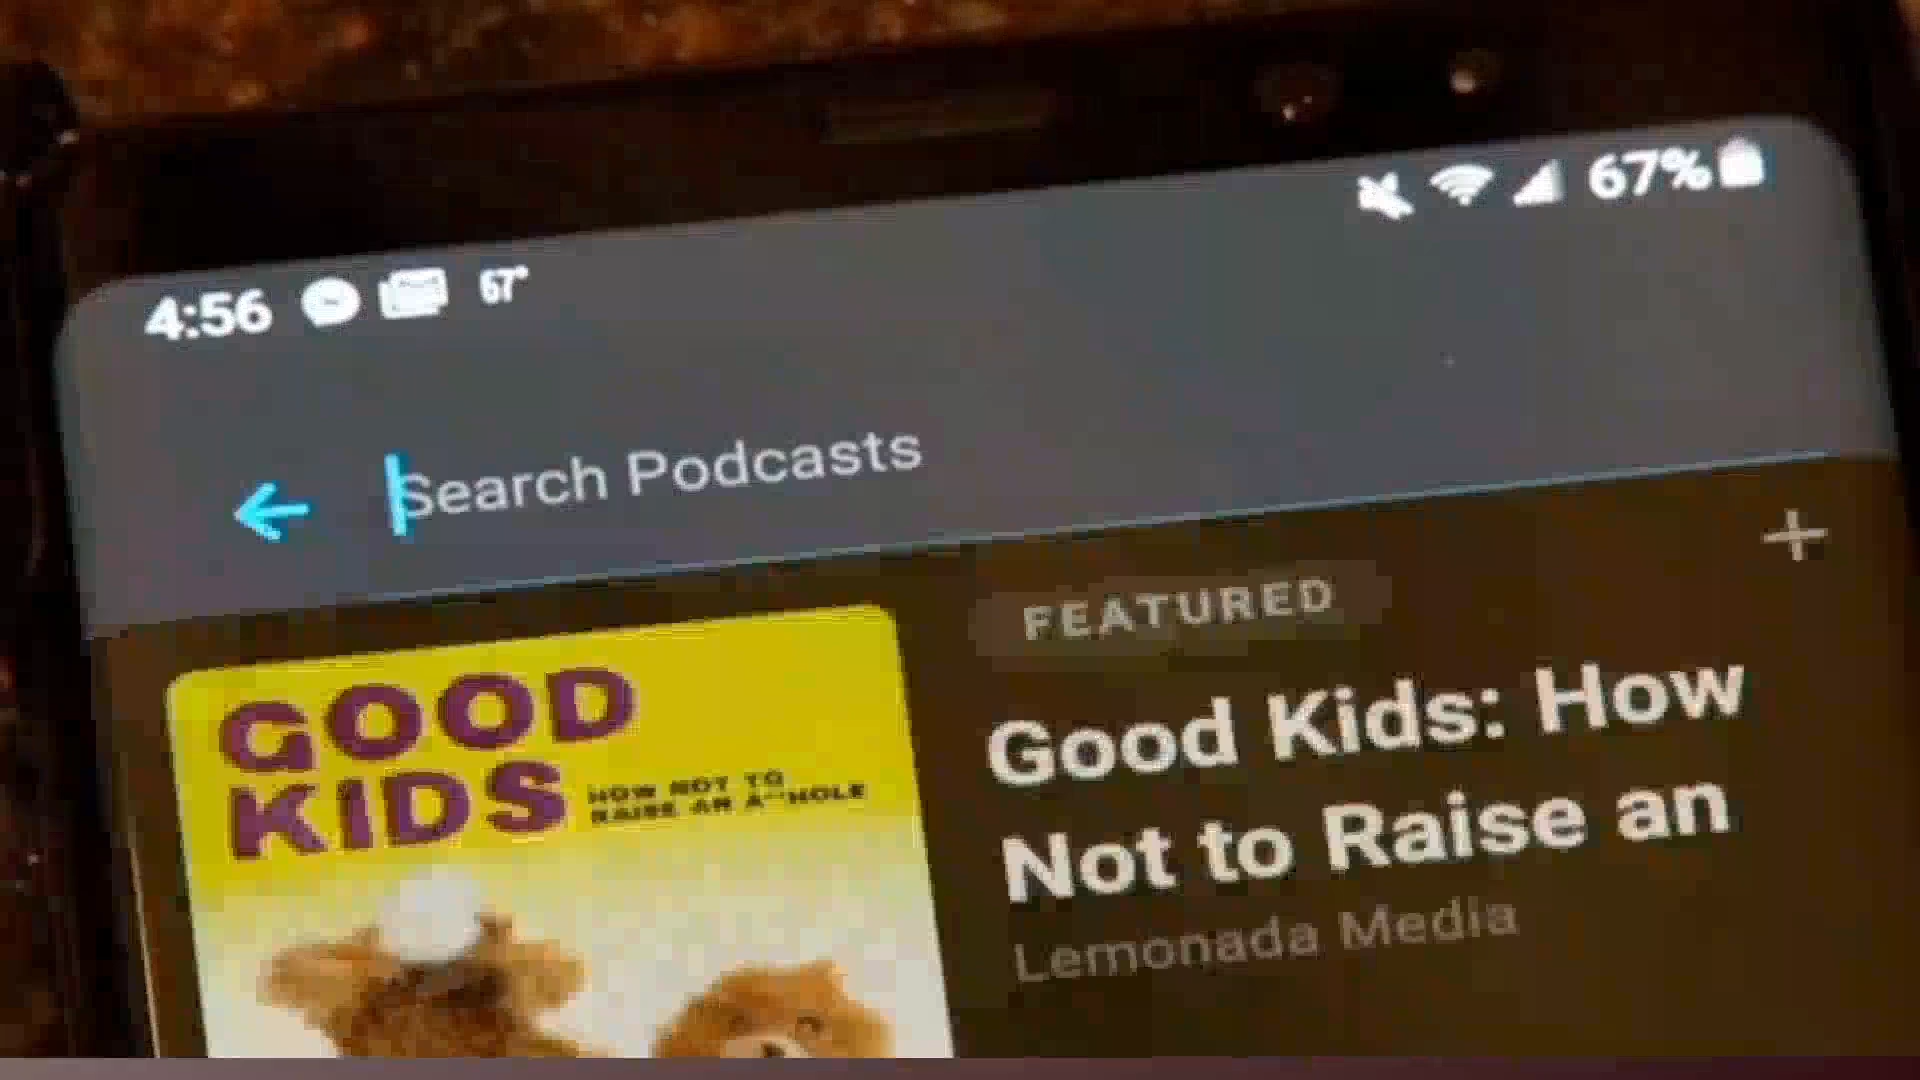 4:56 67° 67%
Search Podcasts
FEATURED
Good Kids: How
Not to Raise an
Lemonada Media
GOOD
KIDS
HOW NOT TO
RAISE AN A**HOLE